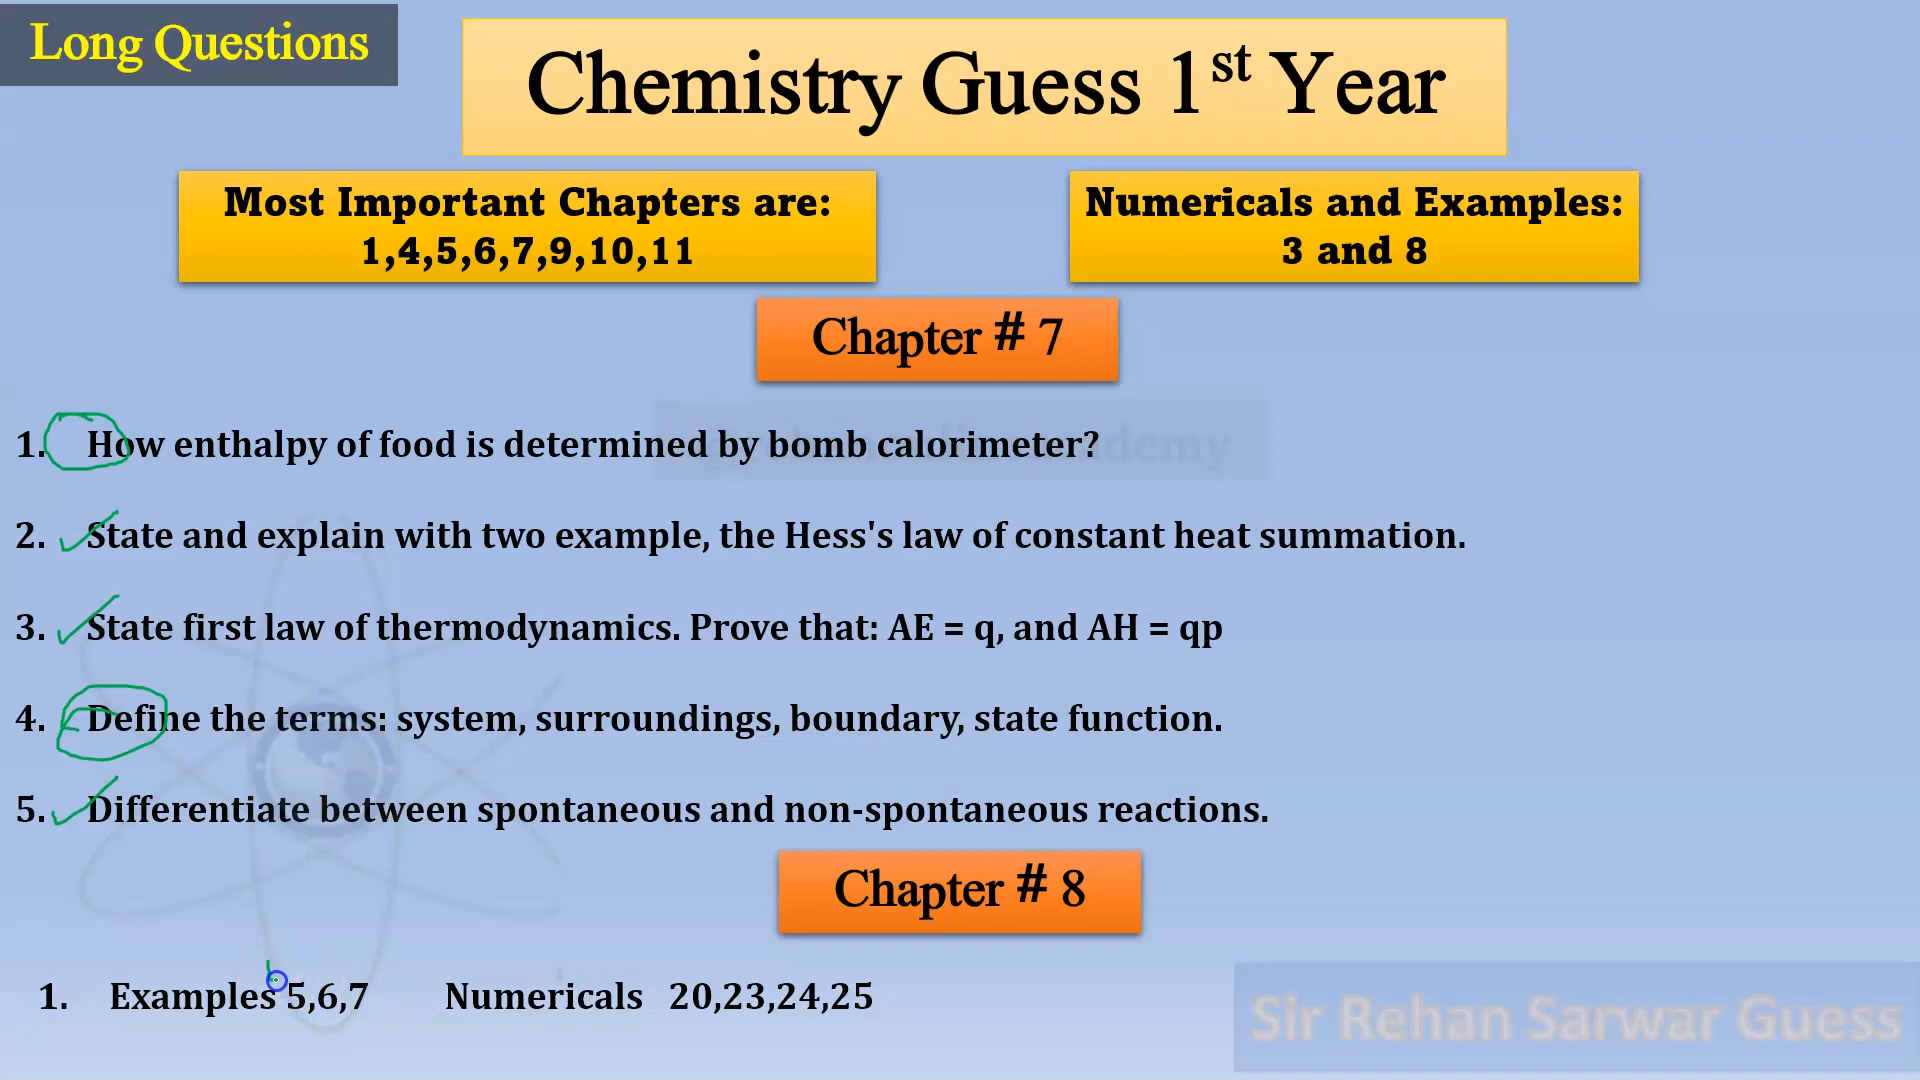 Long Questions
Chemistry Guess 1st Year
Most Important Chapters are:
1,4,5,6,7,9,10,11
Numericals and Examples:
3 and 8
Chapter # 7
1. How enthalpy of food is determined by bomb calorimeter?
2. State and explain with two example, the Hess's law of constant heat summation.
3. State first law of thermodynamics. Prove that: AE = q, and AH = qp
4. Define the terms: system, surroundings, boundary, state function.
5. Differentiate between spontaneous and non-spontaneous reactions.
Chapter # 8
1. Examples 5,6,7 Numericals 20,23,24,25
Sir Rehan Sarwar Guess